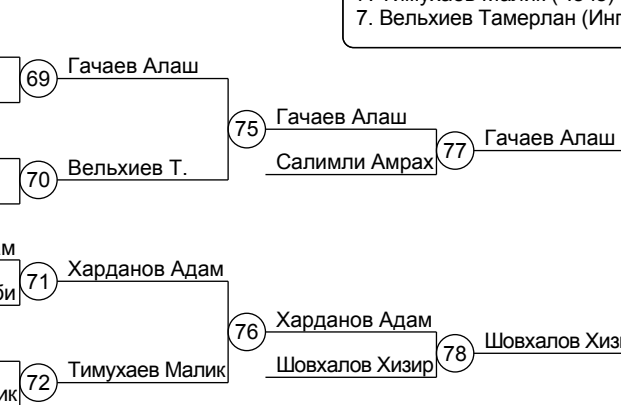 7. Вельхиев Тамерлан
69
Гачаев Алаш
75
Гачаев Алаш
77
Гачаев Алаш
Салимли Амрах
70
Вельхиев Т.
71
Харданов Адам
76
Харданов Адам
78
Шовхалов
Шовхалов Хизир
72
Тимухаев Малик